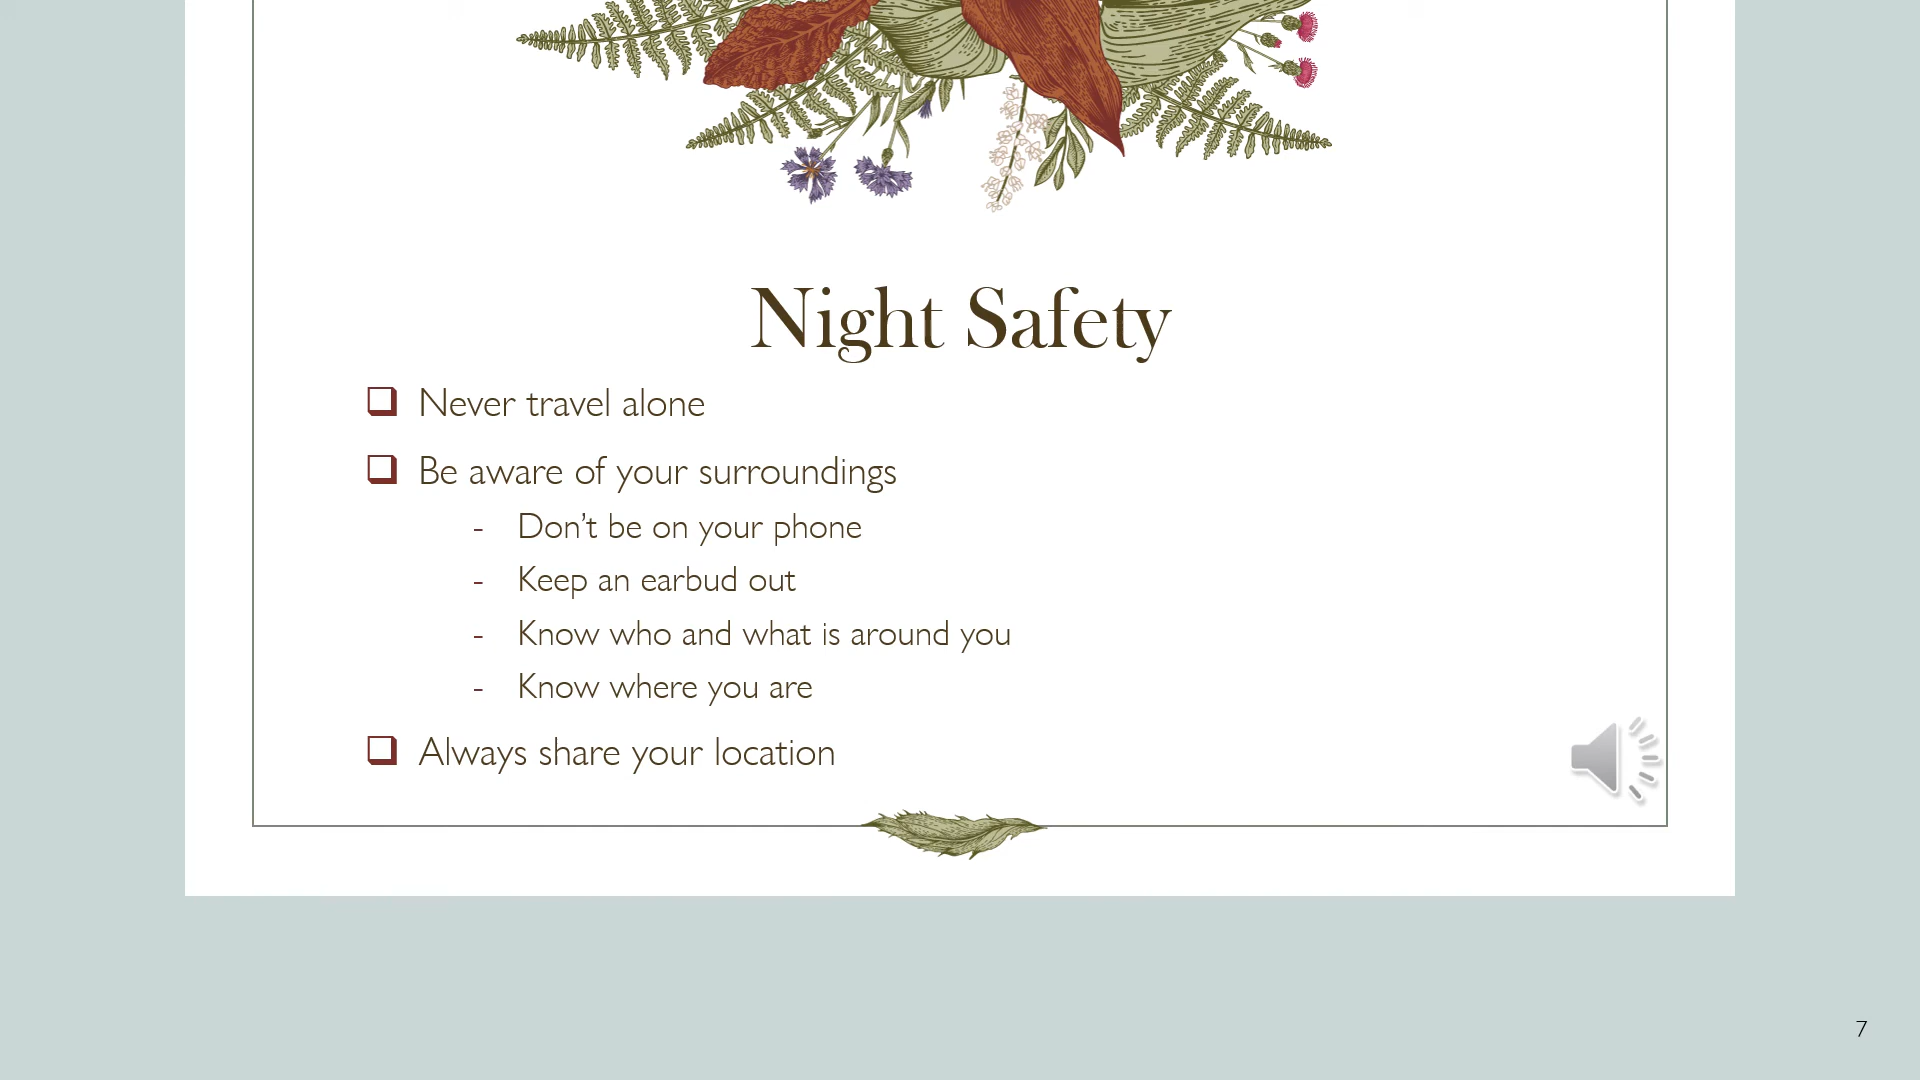 Night Safety
❑ Never travel alone
❑ Be aware of your surroundings
- Don’t be on your phone
- Keep an earbud out
- Know who and what is around you
- Know where you are
❑ Always share your location
7